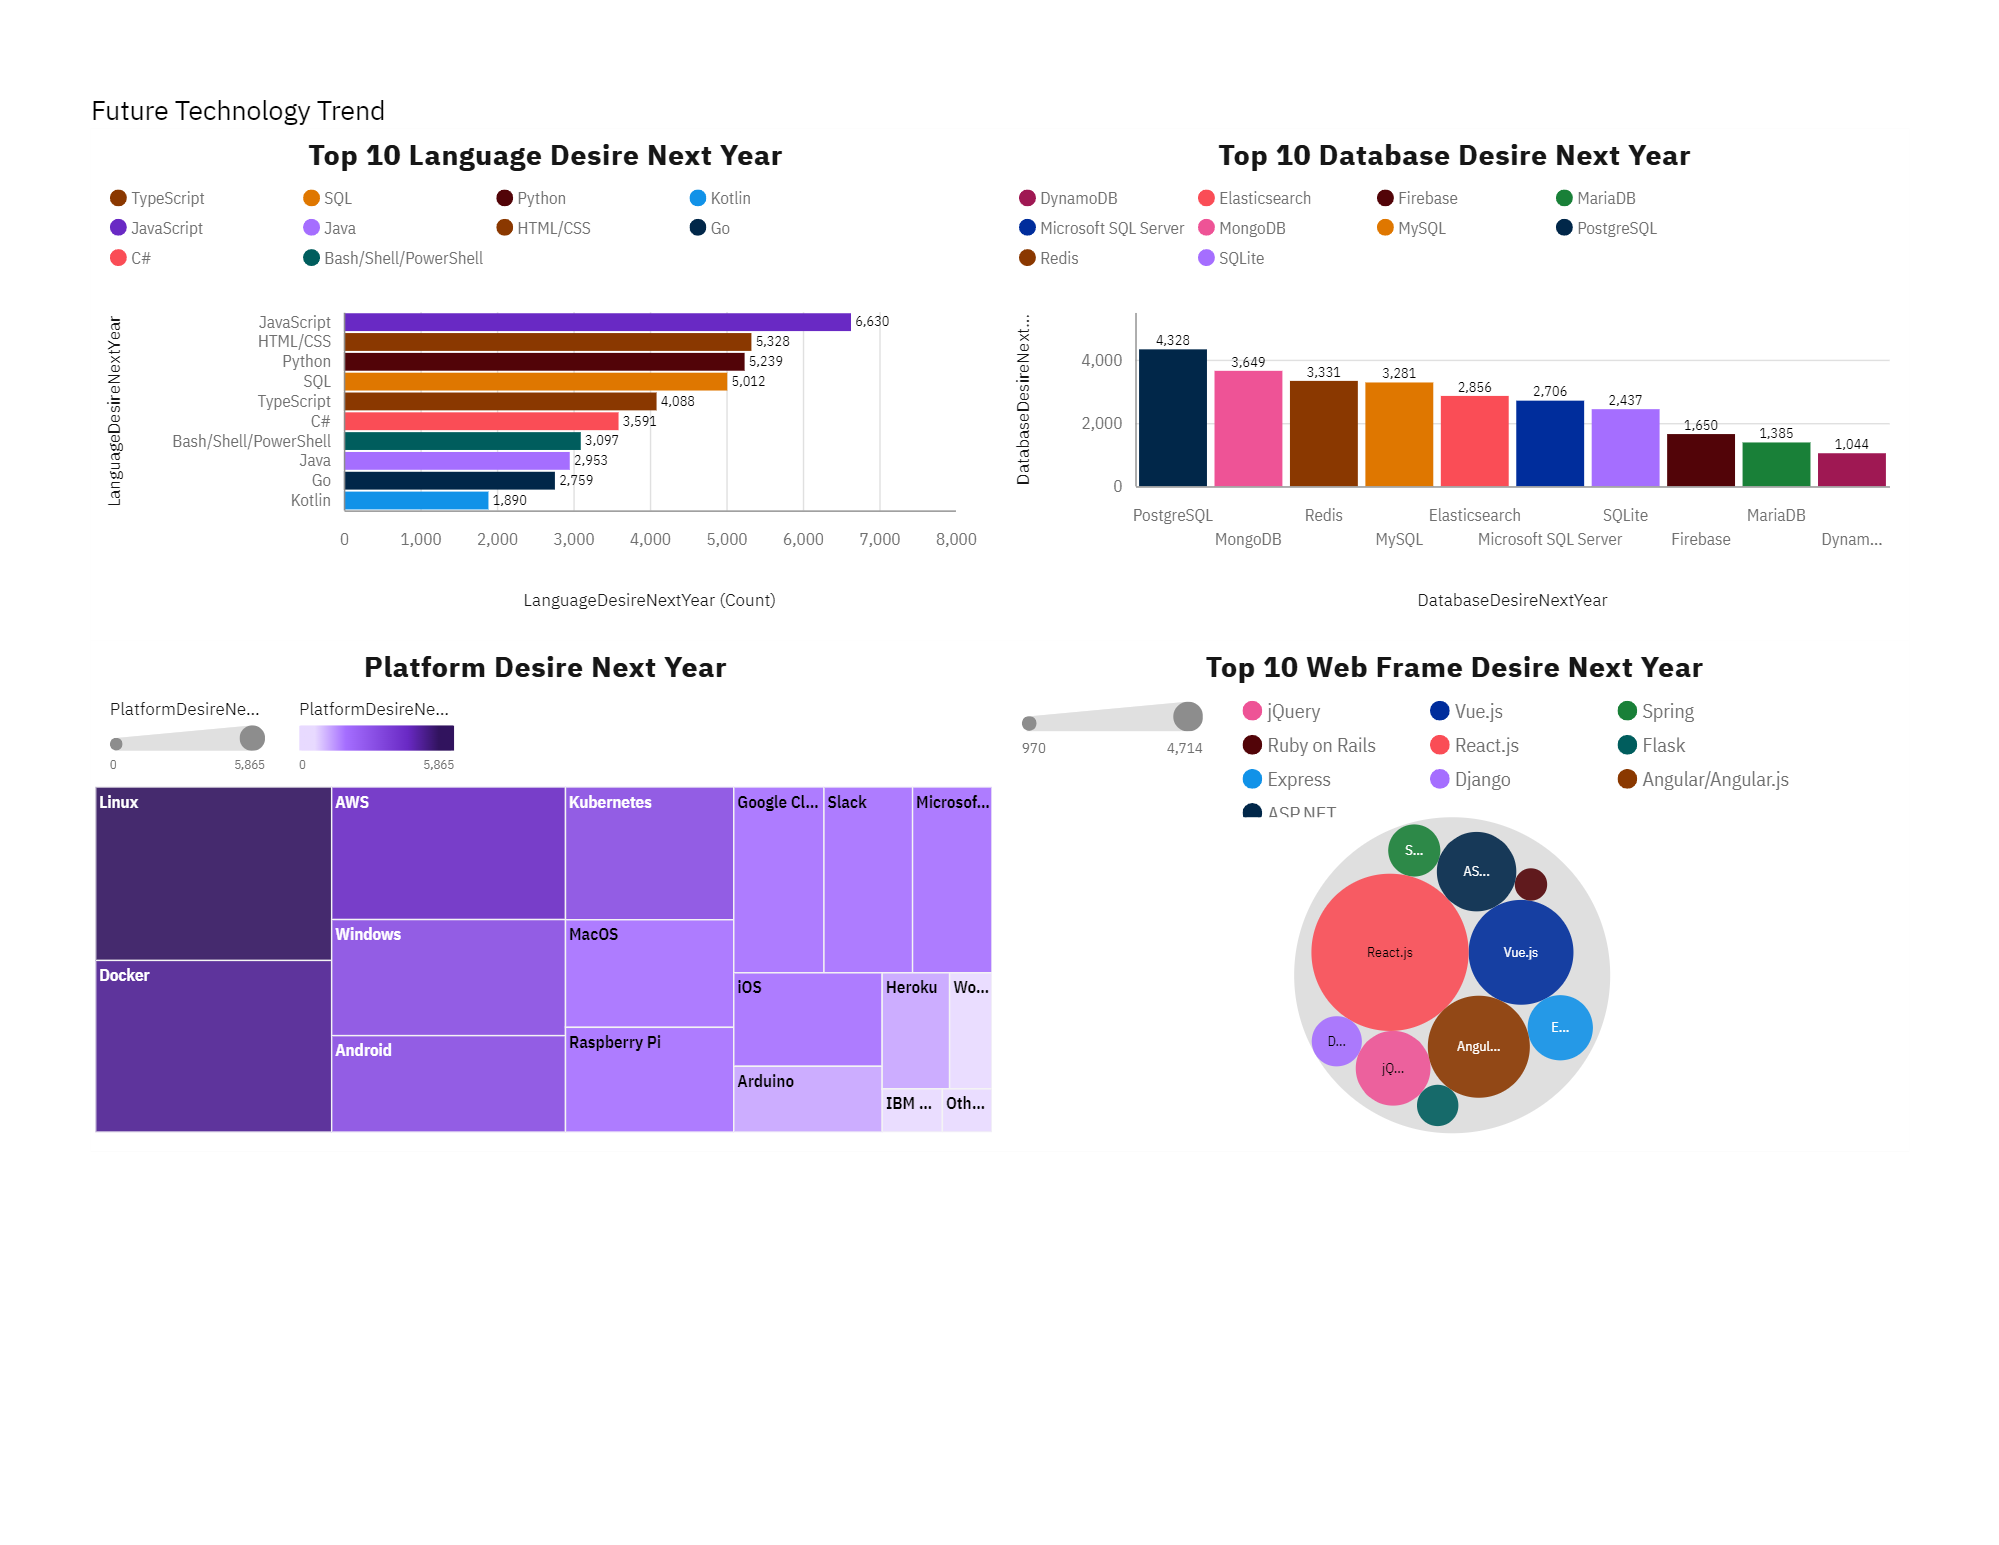 Future Technology Trend
Top 10 Language Desire Next Year
TypeScript SQL Python Kotlin
JavaScript Java HTML/CSS Go
C# Bash/Shell/PowerShell
LanguageDesireNextYear
JavaScript 6,630
HTML/CSS 5,328
Python 5,239
SQL 5,012
TypeScript 4,088
C# 3,591
Bash/Shell/PowerShell 3,097
Java 2,953
Go 2,759
Kotlin 1,890
0 1,000 2,000 3,000 4,000 5,000 6,000 7,000 8,000
LanguageDesireNextYear (Count)
Top 10 Database Desire Next Year
DynamoDB Elasticsearch Firebase MariaDB
Microsoft SQL Server MongoDB MySQL PostgreSQL
Redis SQLite
DatabaseDesireNext...
4,000
2,000
0
4,328 3,649 3,331 3,281 2,856 2,706 2,437 1,650 1,385 1,044
PostgreSQL Redis Elasticsearch SQLite MariaDB
MongoDB MySQL Microsoft SQL Server Firebase Dynam...
DatabaseDesireNextYear
Platform Desire Next Year
PlatformDesireNe... PlatformDesireNe...
0 5,865 0 5,865
Linux AWS Kubernetes Google Cl... Slack Microsof...
Windows MacOS
Docker iOS Heroku Wo...
Android Raspberry Pi
Arduino IBM ... Oth...
Top 10 Web Frame Desire Next Year
970 4,714
jQuery Vue.js Spring
Ruby on Rails React.js Flask
Express Django Angular/Angular.js
ASP.NET
S...
AS...
React.js Vue.js
E...
D... Angul...
jQ...